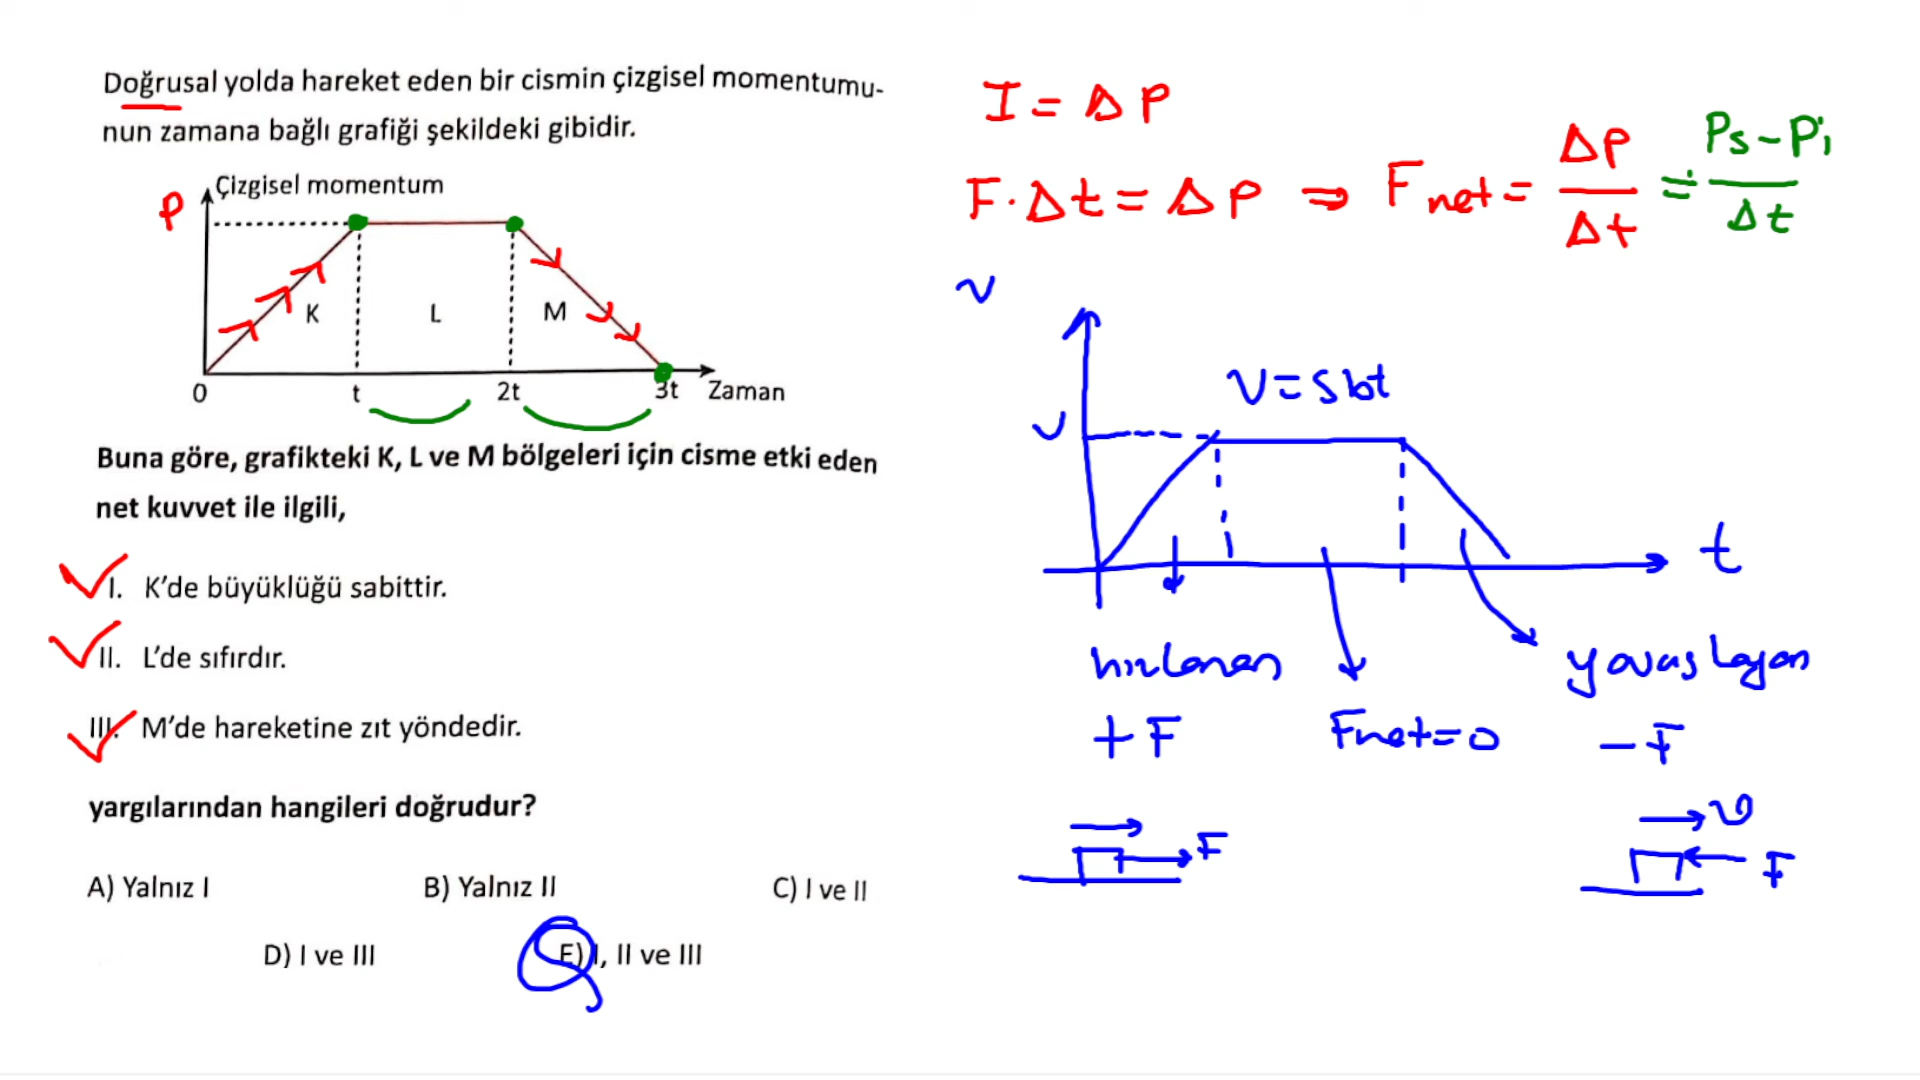 Doğrusal yolda hareket eden bir cismin çizgisel momentumu-
nun zamana bağlı grafiği şekildeki gibidir.
P
Çizgisel momentum
K
L
M
0
t
2t
3t
Zaman
Buna göre, grafikteki K, L ve M bölgeleri için cisme etki eden
net kuvvet ile ilgili,
I. K’de büyüklüğü sabittir.
II. L’de sıfırdır.
III. M’de hareketine zıt yöndedir.
yargılarından hangileri doğrudur?
A) Yalnız I
B) Yalnız II
C) I ve II
D) I ve III
E) I, II ve III
I = ΔP
F·Δt = ΔP ⇒ Fnet = ΔP/Δt = Ps-Pi/Δt
v
v
V = sbt
t
hızlanan
yavaşlayan
+F
Fnet=0
-F
F
v
F